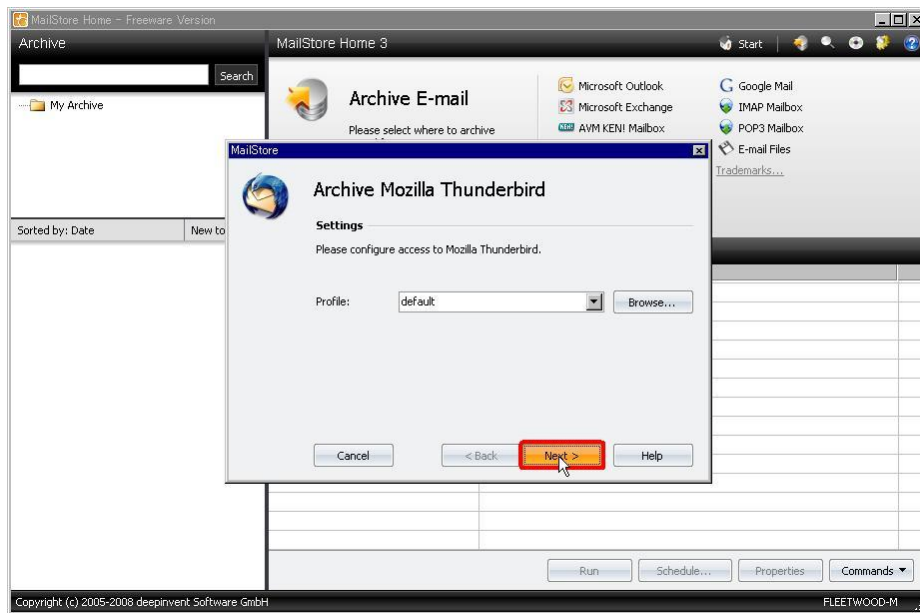 MailStore Home - Freeware Version
Archive
MailStore Home 3
Start
Search
My Archive
Archive E-mail
Please select where to archive
Microsoft Outlook
Microsoft Exchange
AVM KEN! Mailbox
Google Mail
IMAP Mailbox
POP3 Mailbox
E-mail Files
Trademarks...
Sorted by: Date
New to
MailStore
Archive Mozilla Thunderbird
Settings
Please configure access to Mozilla Thunderbird.
Profile:
default
Browse...
Cancel
< Back
Next >
Help
Run
Schedule...
Properties
Commands
Copyright (c) 2005-2008 deepinvent Software GmbH
FLEETWOOD-M